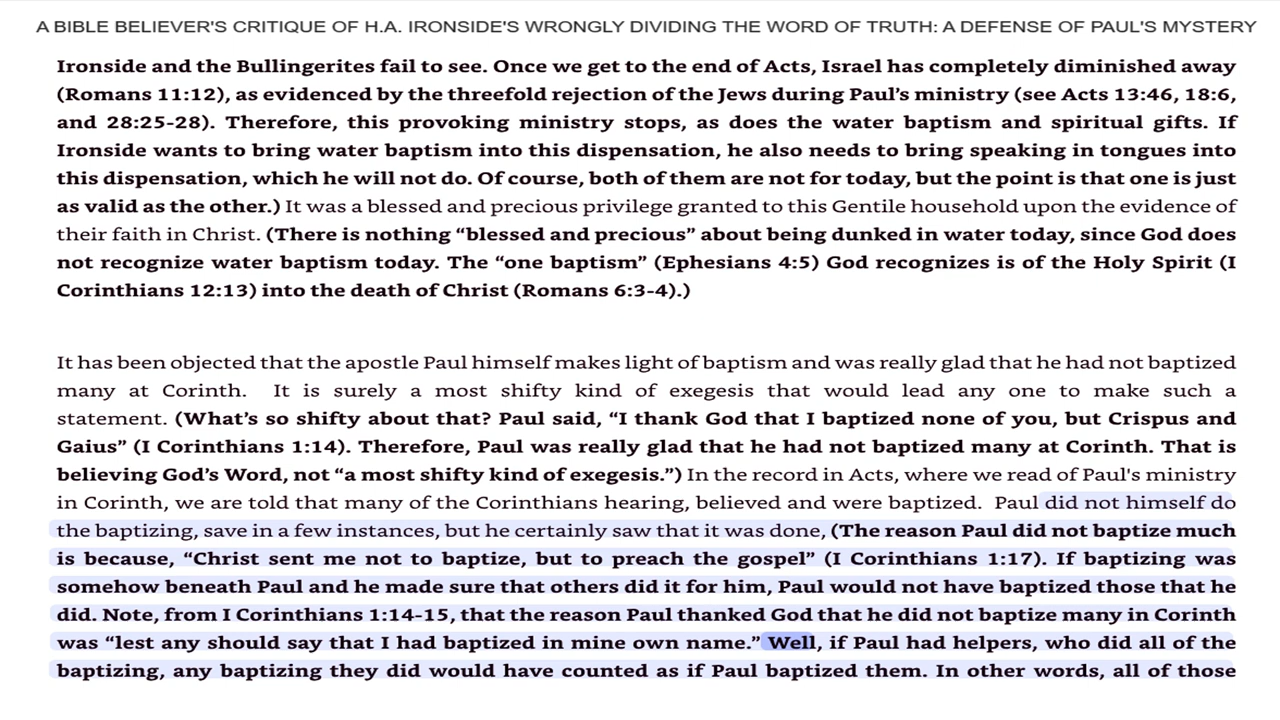 A BIBLE BELIEVER'S CRITIQUE OF H.A. IRONSIDE'S WRONGLY DIVIDING THE WORD OF TRUTH: A DEFENSE OF PAUL'S MYSTERY
Ironside and the Bullingerites fail to see. Once we get to the end of Acts, Israel has completely diminished away
(Romans 11:12), as evidenced by the threefold rejection of the Jews during Paul’s ministry (see Acts 13:46, 18:6,
and 28:25-28). Therefore, this provoking ministry stops, as does the water baptism and spiritual gifts. If
Ironside wants to bring water baptism into this dispensation, he also needs to bring speaking in tongues into
this dispensation, which he will not do. Of course, both of them are not for today, but the point is that one is just
as valid as the other.) It was a blessed and precious privilege granted to this Gentile household upon the evidence of
their faith in Christ. (There is nothing “blessed and precious” about being dunked in water today, since God does
not recognize water baptism today. The “one baptism” (Ephesians 4:5) God recognizes is of the Holy Spirit (I
Corinthians 12:13) into the death of Christ (Romans 6:3-4).)
It has been objected that the apostle Paul himself makes light of baptism and was really glad that he had not baptized
many at Corinth. It is surely a most shifty kind of exegesis that would lead any one to make such a
statement. (What’s so shifty about that? Paul said, “I thank God that I baptized none of you, but Crispus and
Gaius” (I Corinthians 1:14). Therefore, Paul was really glad that he had not baptized many at Corinth. That is
believing God’s Word, not “a most shifty kind of exegesis.”) In the record in Acts, where we read of Paul's ministry
in Corinth, we are told that many of the Corinthians hearing, believed and were baptized. Paul did not himself do
the baptizing, save in a few instances, but he certainly saw that it was done, (The reason Paul did not baptize much
is because, “Christ sent me not to baptize, but to preach the gospel” (I Corinthians 1:17). If baptizing was
somehow beneath Paul and he made sure that others did it for him, Paul would not have baptized those that he
did. Note, from I Corinthians 1:14-15, that the reason Paul thanked God that he did not baptize many in Corinth
was “lest any should say that I had baptized in mine own name.” Well, if Paul had helpers, who did all of the
baptizing, any baptizing they did would have counted as if Paul baptized them. In other words, all of those